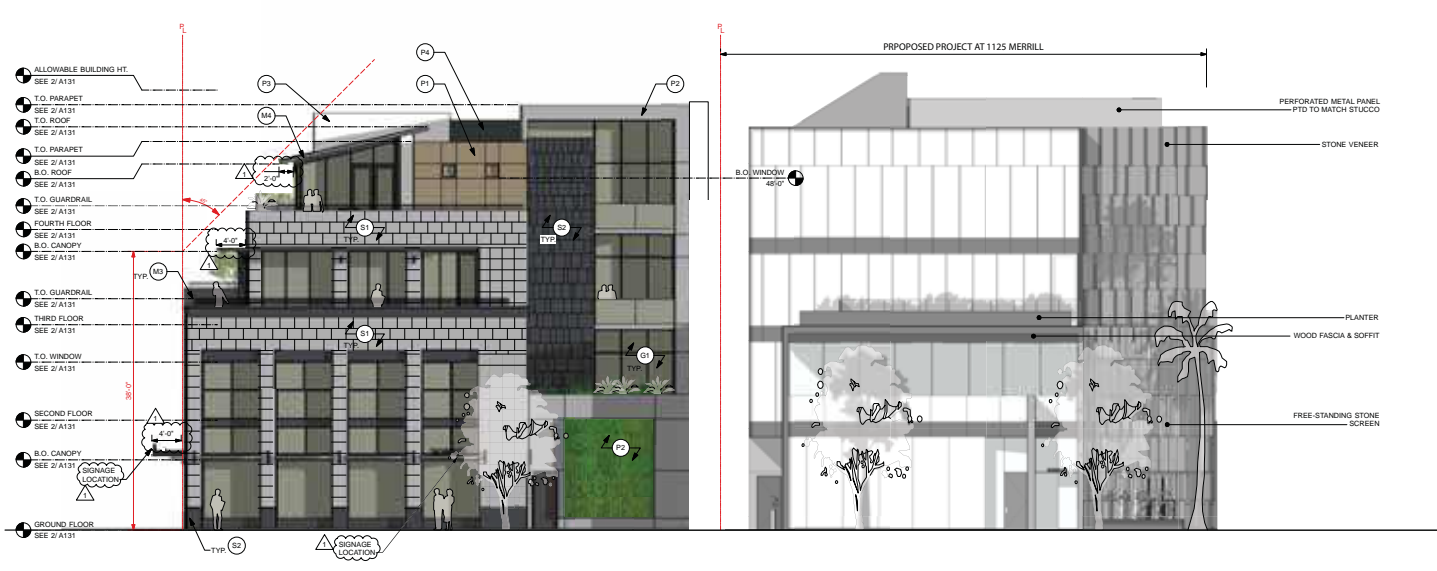 ALLOWABLE BUILDING HT.
SEE 2/ A131
T.O. PARAPET
SEE 2/ A131
T.O. ROOF
SEE 2/ A131
T.O. PARAPET
SEE 2/ A131
B.O. ROOF
SEE 2/ A131
T.O. GUARDRAIL
SEE 2/ A131
FOURTH FLOOR
SEE 2/ A131
B.O. CANOPY
SEE 2/ A131
T.O. GUARDRAIL
SEE 2/ A131
THIRD FLOOR
SEE 2/ A131
T.O. WINDOW
SEE 2/ A131
SECOND FLOOR
SEE 2/ A131
B.O. CANOPY
SEE 2/ A131
GROUND FLOOR
SEE 2/ A131
PL
P3
M4
P4
P1
P2
1
2'-0"
4'-0"
1
TYP.
M3
S1
TYP.
S2
TYP.
S1
TYP.
G1
TYP.
P2
38'-0"
1
4'-0"
SIGNAGE
LOCATION
1
TYP.
S2
1
SIGNAGE
LOCATION
PL
PRPOPOSED PROJECT AT 1125 MERRILL
B.O. WINDOW
48'-0"
PERFORATED METAL PANEL
PTD TO MATCH STUCCO
STONE VENEER
PLANTER
WOOD FASCIA & SOFFIT
FREE-STANDING STONE
SCREEN